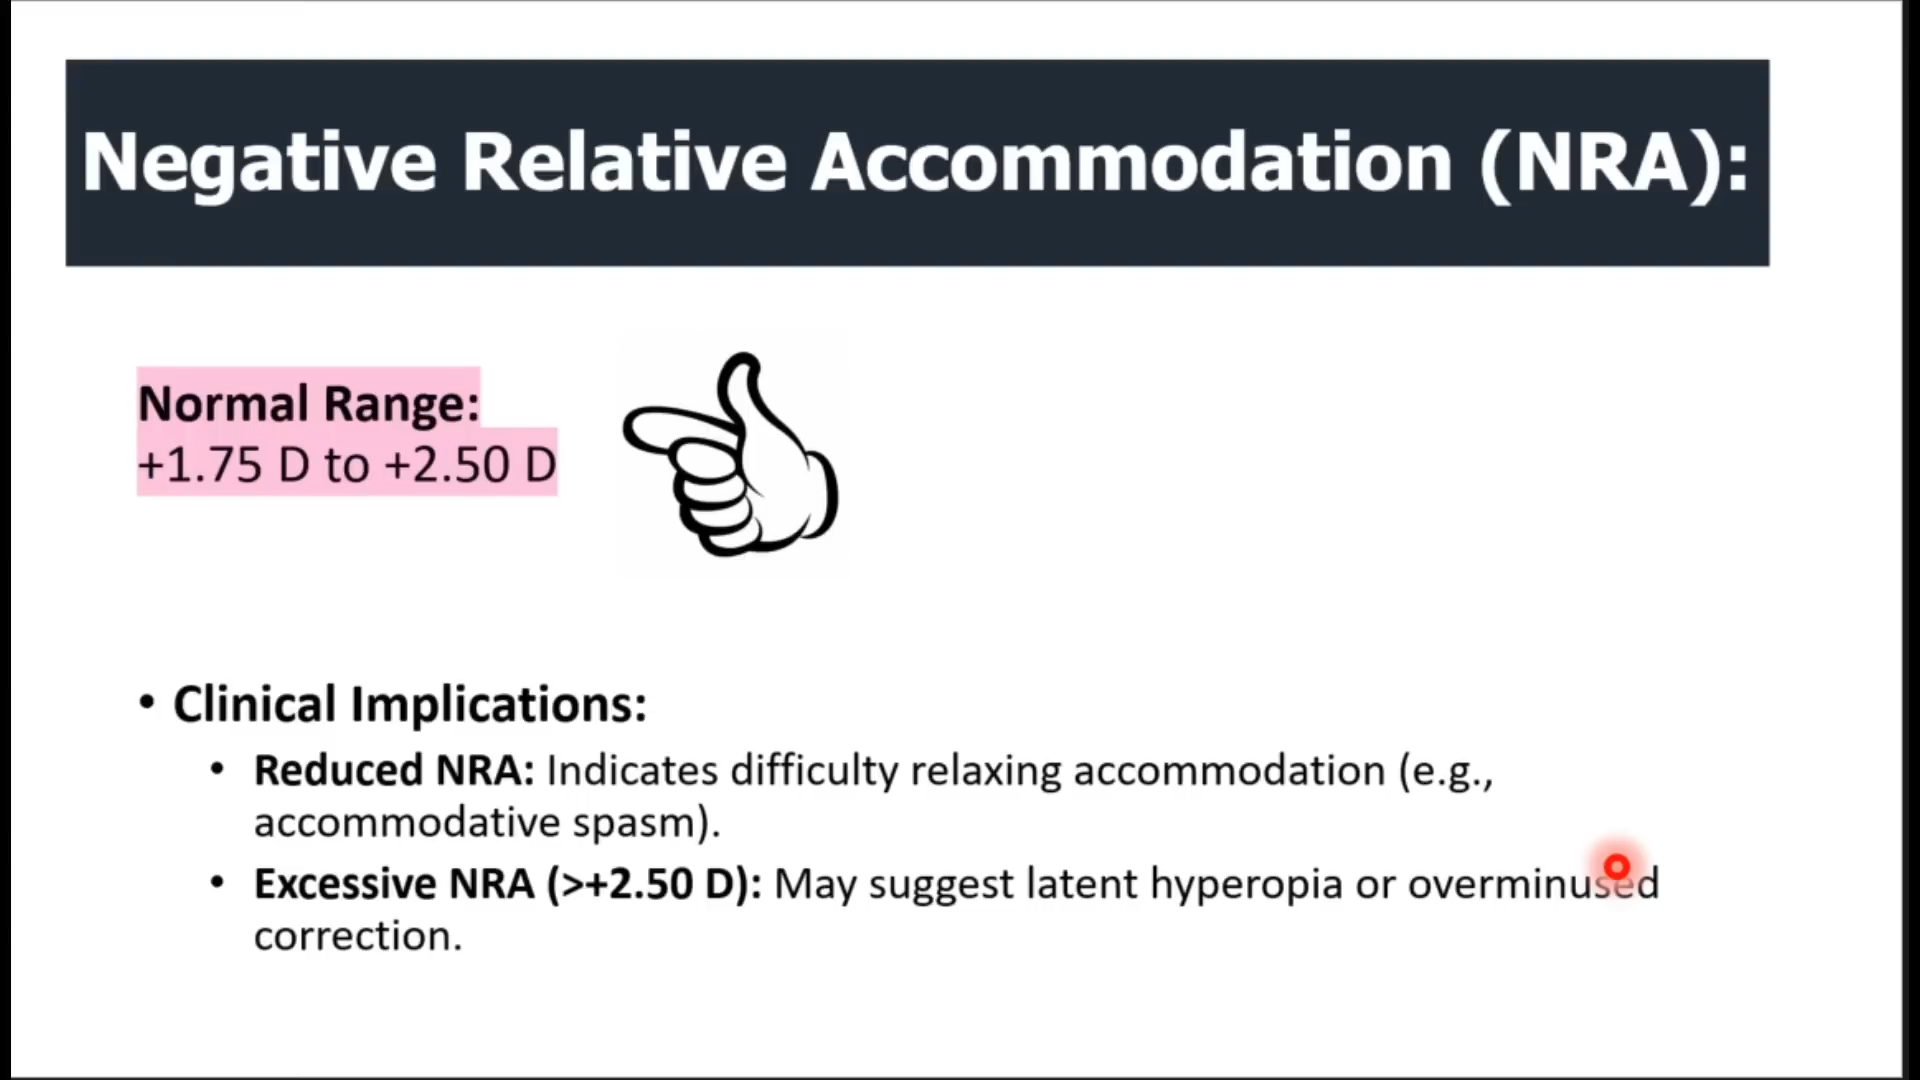 Negative Relative Accommodation (NRA):
Normal Range:
+1.75 D to +2.50 D
• Clinical Implications:
• Reduced NRA: Indicates difficulty relaxing accommodation (e.g.,
accommodative spasm).
• Excessive NRA (>+2.50 D): May suggest latent hyperopia or overminused
correction.